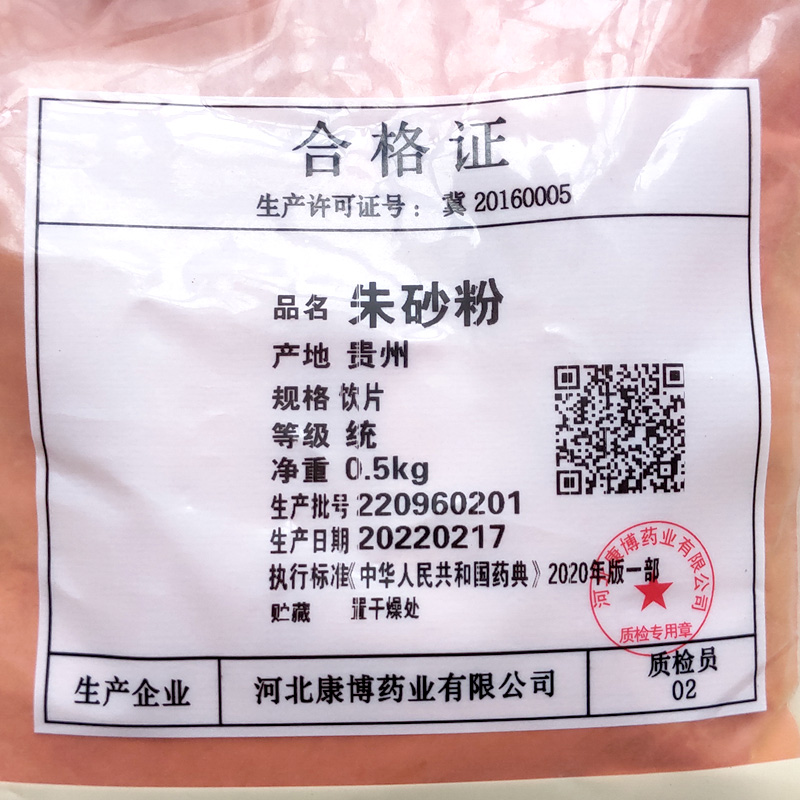 合格证
生产许可证号：冀 20160005
品名 朱砂粉
产地 贵州
规格 饮片
等级 统
净重 0.5kg
生产批号 220960201
生产日期 20220217
执行标准《中华人民共和国药典》2020年版一部
贮藏 置干燥处
河北康博药业有限公司
质检专用章
生产企业 河北康博药业有限公司
质检员
02